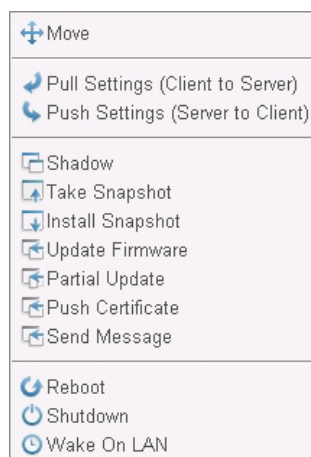 Move
Pull Settings (Client to Server)
Push Settings (Server to Client)
Shadow
Take Snapshot
Install Snapshot
Update Firmware
Partial Update
Push Certificate
Send Message
Reboot
Shutdown
Wake On LAN